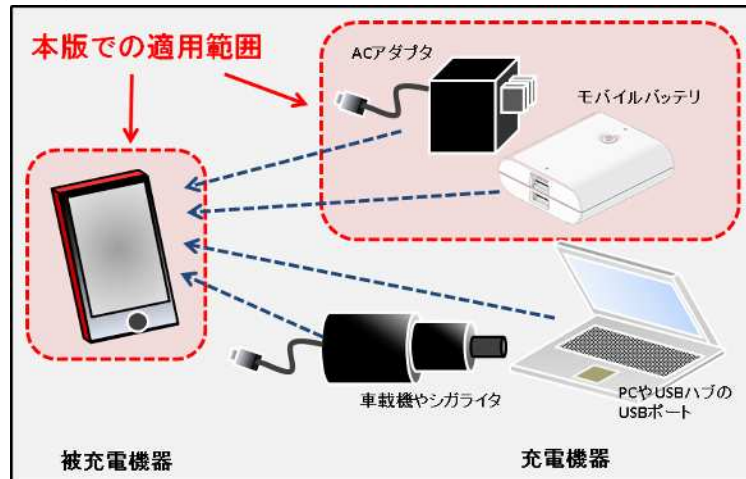 本版での適用範囲
ACアダプタ
モバイルバッテリ
車載機やシガライタ
PCやUSBハブの
USBポート
被充電機器
充電機器